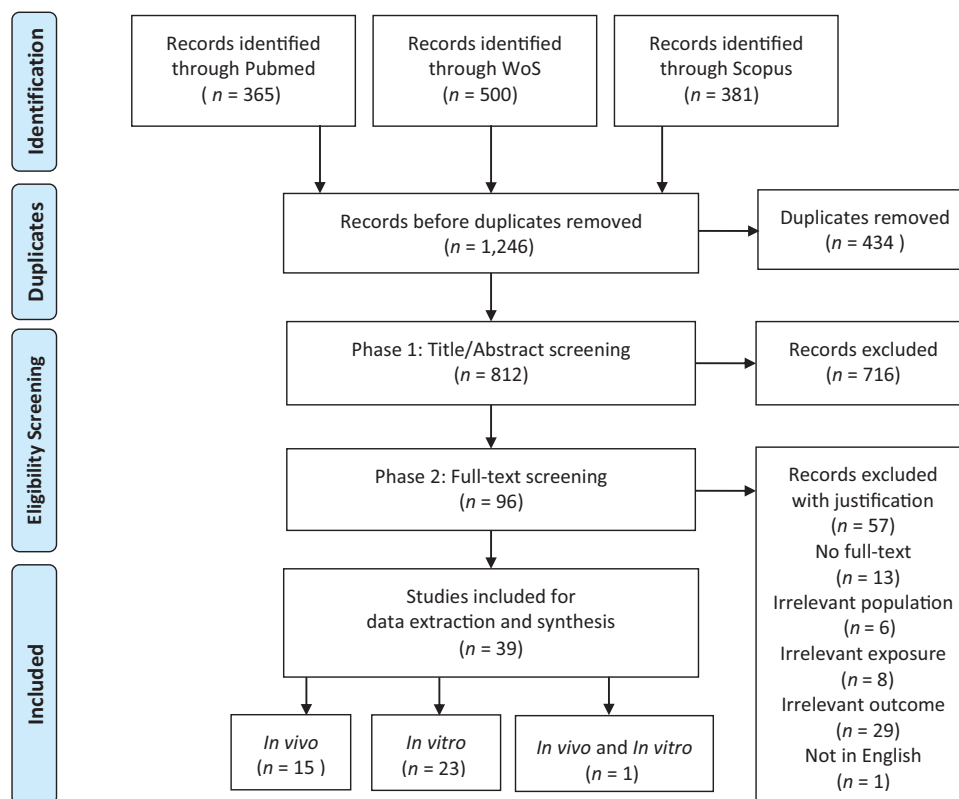 Identification
Records identified
through Pubmed
( n = 365)
Records identified
through WoS
(n = 500)
Records identified
through Scopus
(n = 381)
Duplicates
Records before duplicates removed
(n = 1,246)
Duplicates removed
(n = 434 )
Eligibility Screening
Phase 1: Title/Abstract screening
(n = 812)
Records excluded
(n = 716)
Phase 2: Full-text screening
(n = 96)
Records excluded
with justification
(n = 57)
No full-text
(n = 13)
Irrelevant population
(n = 6)
Irrelevant exposure
(n = 8)
Irrelevant outcome
(n = 29)
Not in English
(n = 1)
Included
Studies included for
data extraction and synthesis
(n = 39)
In vivo
(n = 15 )
In vitro
(n = 23)
In vivo and In vitro
(n = 1)